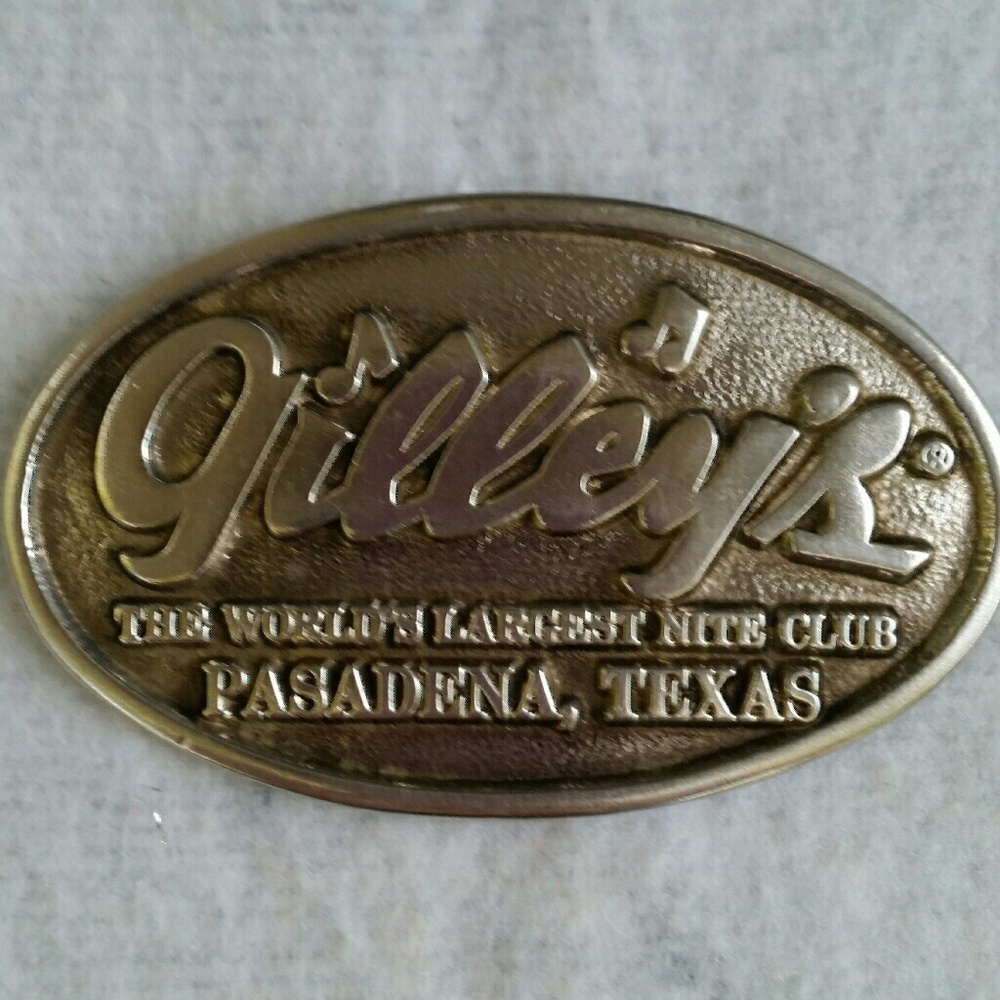 Gilley's ®
THE WORLD'S LARGEST NITE CLUB
PASADENA, TEXAS